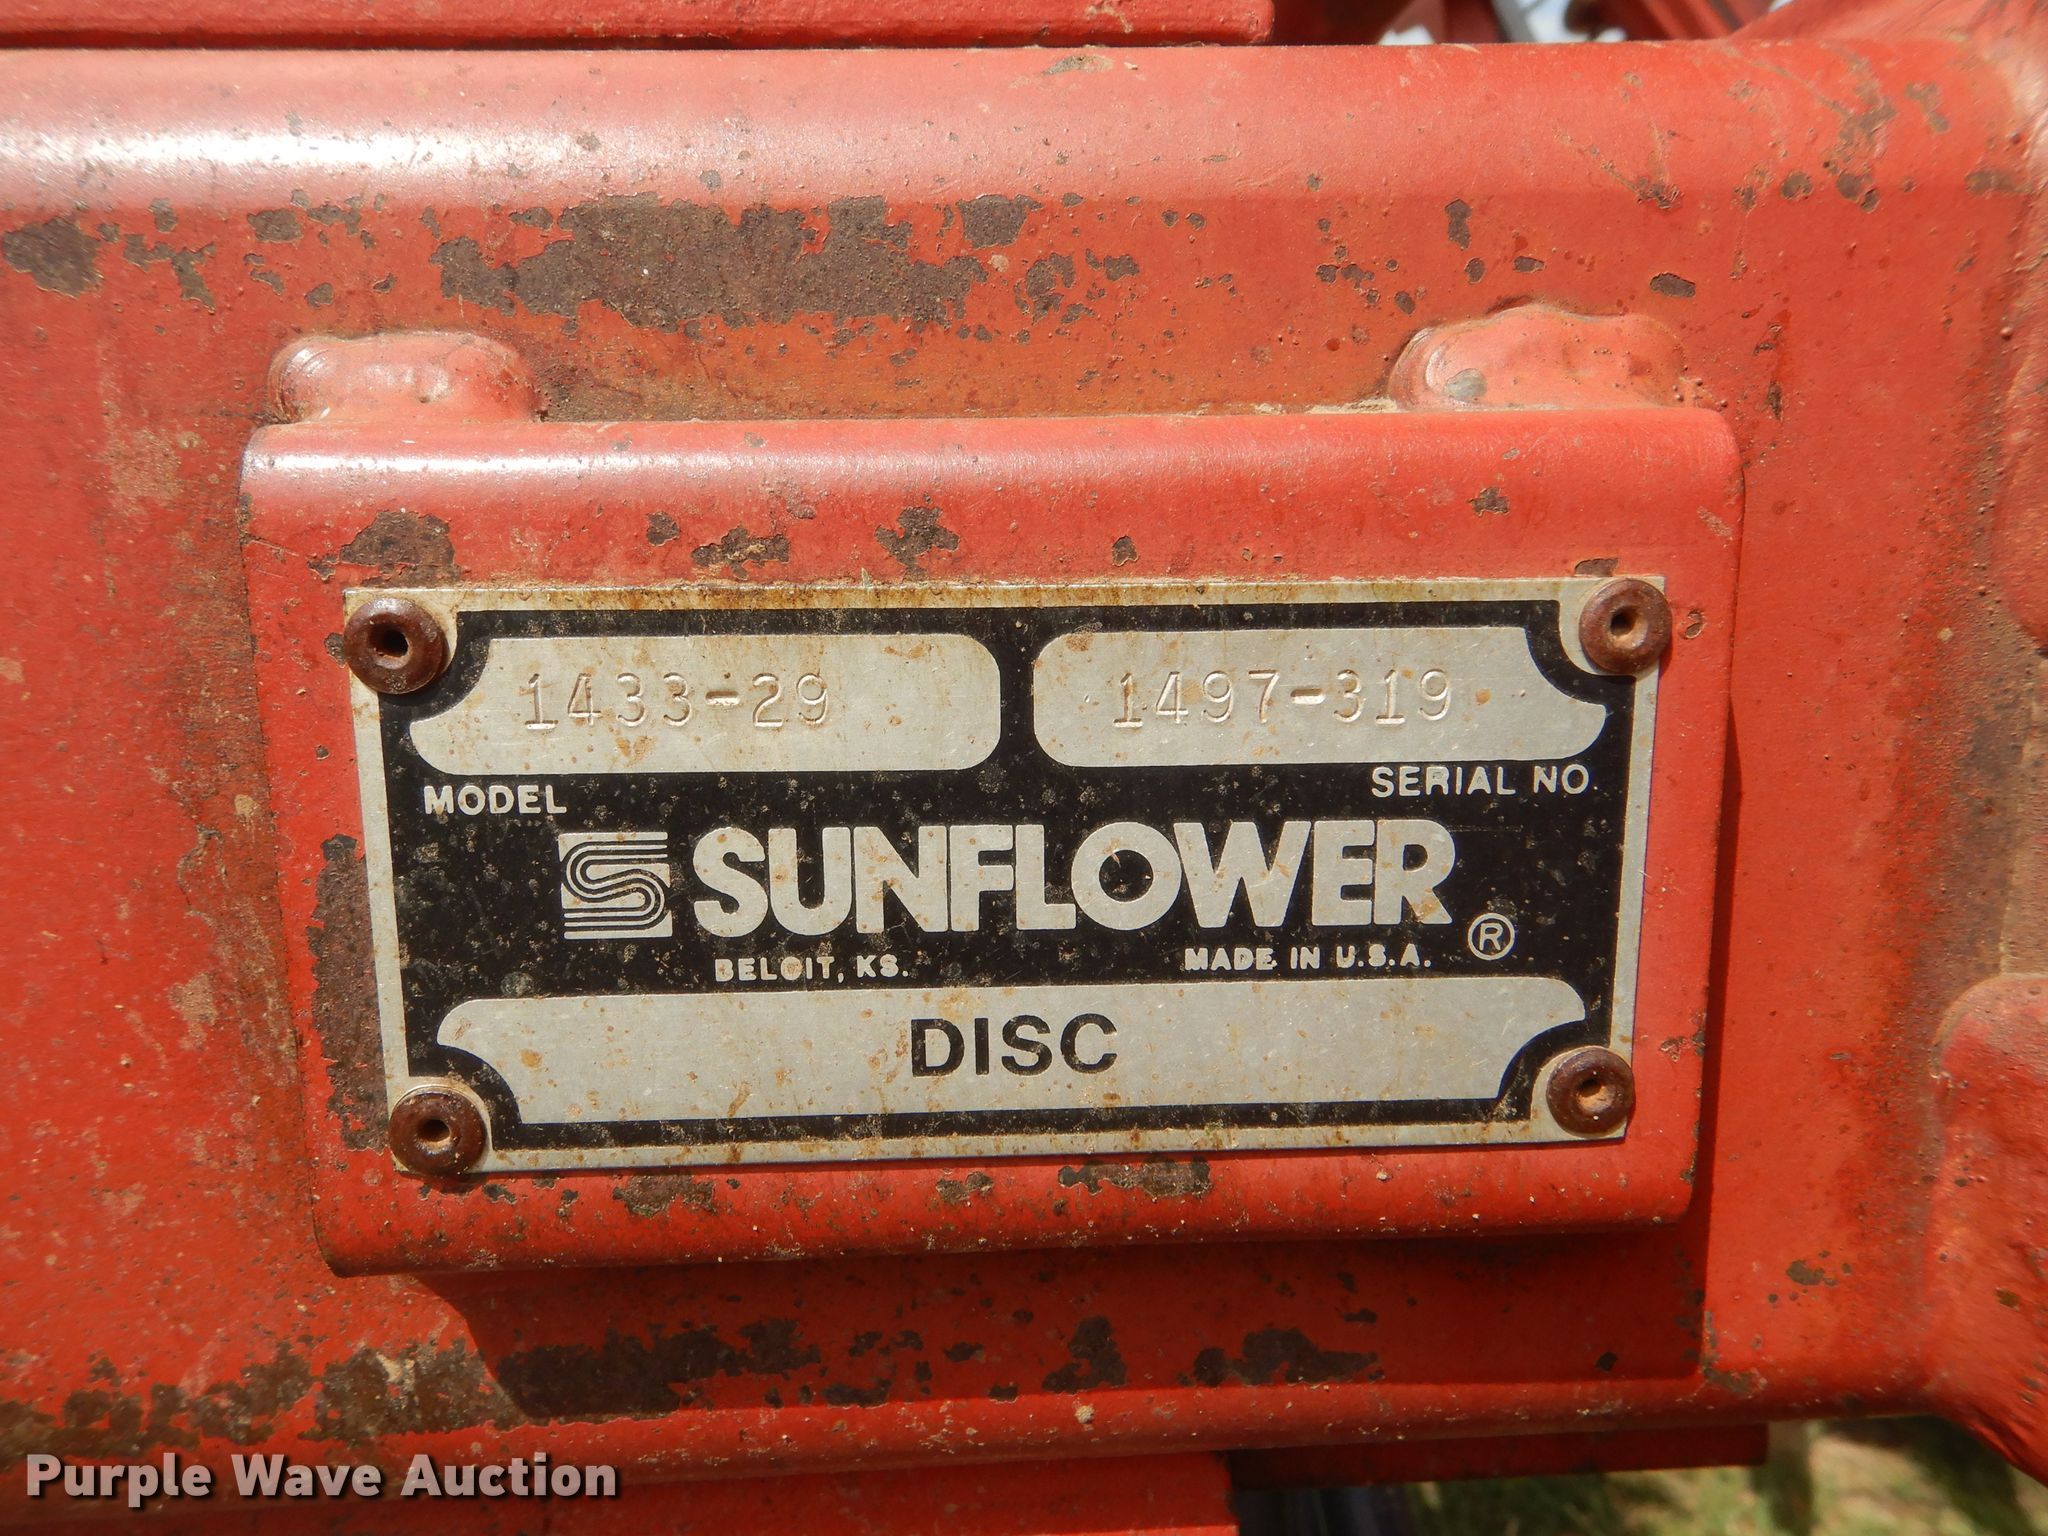 1433-29 1497-319
MODEL SERIAL NO.
SUNFLOWER ®
BELOIT, KS. MADE IN U.S.A.
DISC
Purple Wave Auction